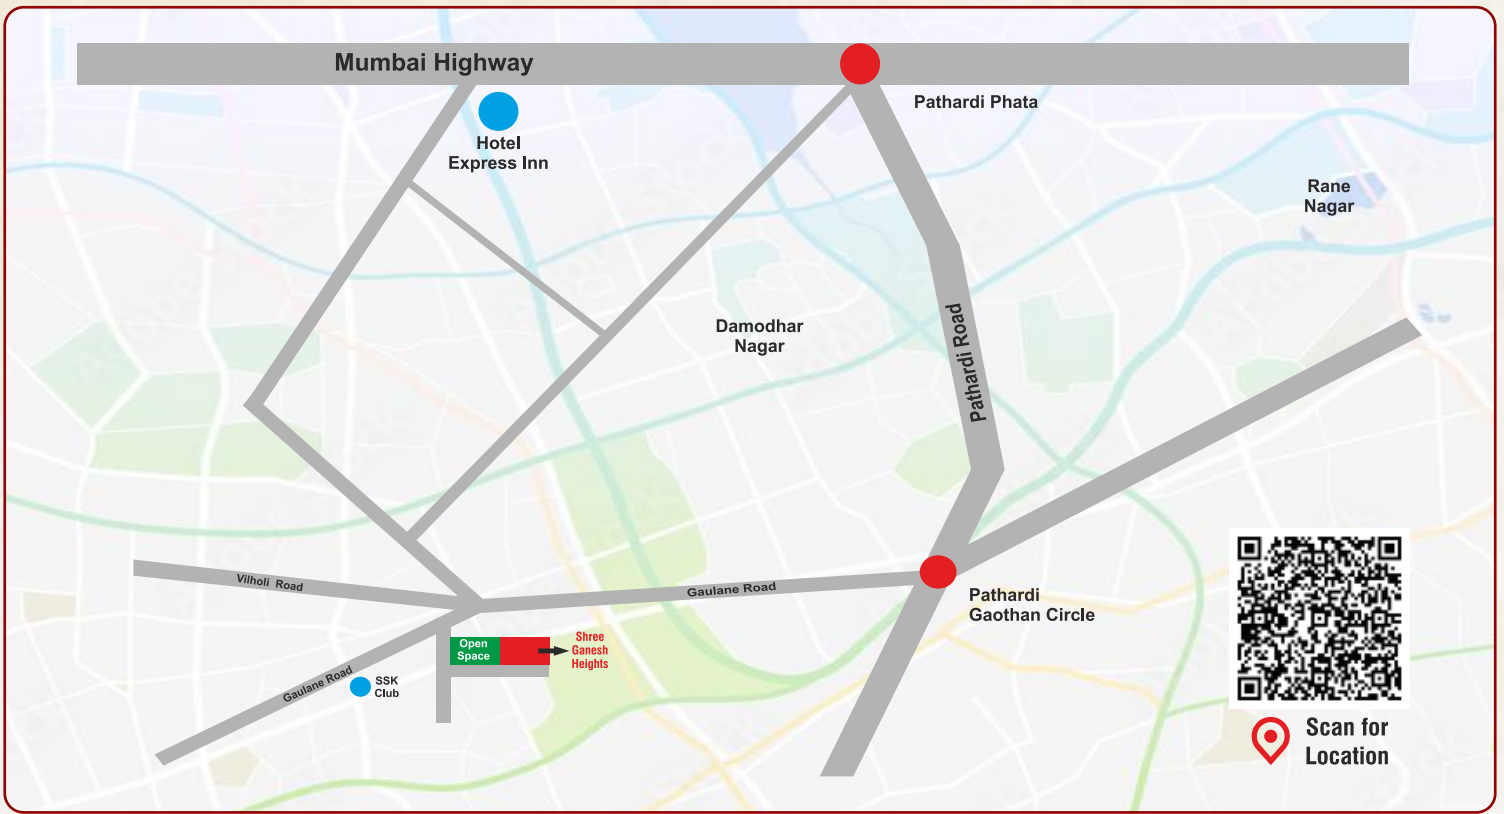 Mumbai Highway
Pathardi Phata
Hotel
Express Inn
Rane
Nagar
Damodhar
Nagar
Pathardi Road
Vilholi Road
Gaulane Road
Pathardi
Gaothan Circle
Open
Space
Shree
Ganesh
Heights
Gaulane Road
SSK
Club
Scan for
Location